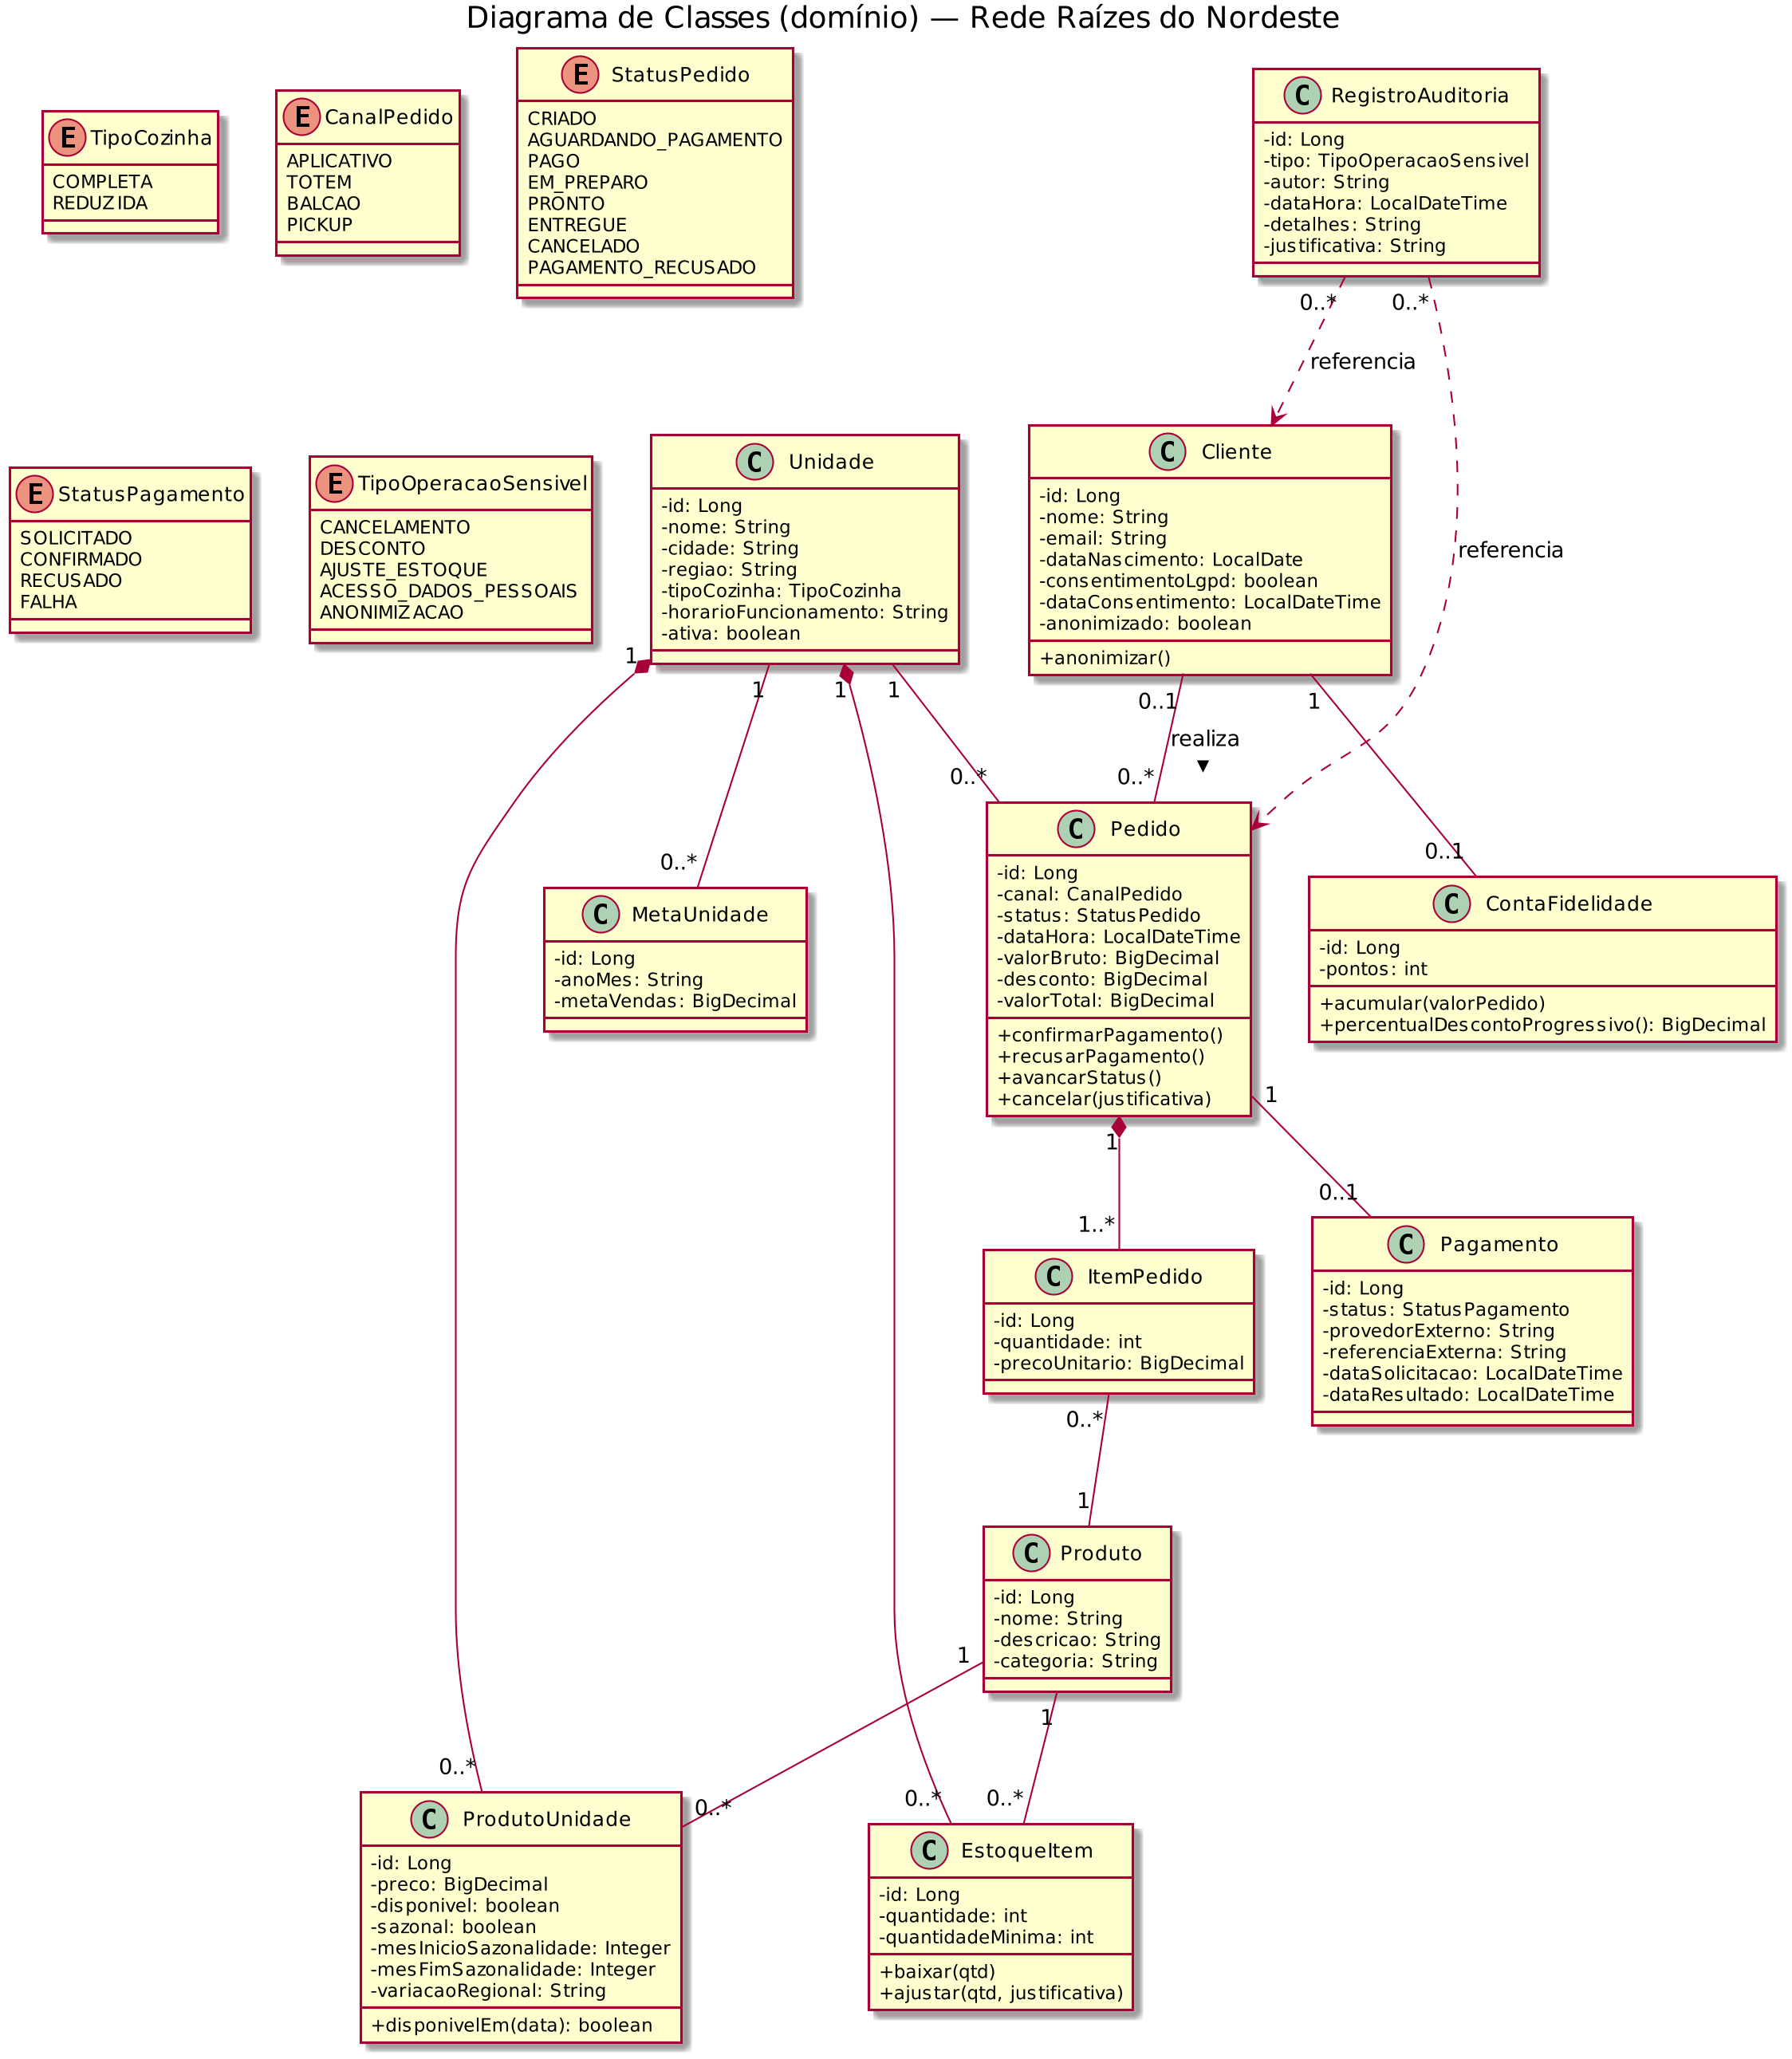 Diagrama de Classes (domínio) — Rede Raízes do Nordeste
E TipoCozinha
COMPLETA
REDUZIDA
E CanalPedido
APLICATIVO
TOTEM
BALCAO
PICKUP
E StatusPedido
CRIADO
AGUARDANDO_PAGAMENTO
PAGO
EM_PREPARO
PRONTO
ENTREGUE
CANCELADO
PAGAMENTO_RECUSADO
C RegistroAuditoria
-id: Long
-tipo: TipoOperacaoSensivel
-autor: String
-dataHora: LocalDateTime
-detalhes: String
-justificativa: String
0..*
0..*
referencia
referencia
E StatusPagamento
SOLICITADO
CONFIRMADO
RECUSADO
FALHA
E TipoOperacaoSensivel
CANCELAMENTO
DESCONTO
AJUSTE_ESTOQUE
ACESSO_DADOS_PESSOAIS
ANONIMIZACAO
C Unidade
-id: Long
-nome: String
-cidade: String
-regiao: String
-tipoCozinha: TipoCozinha
-horarioFuncionamento: String
-ativa: boolean
C Cliente
-id: Long
-nome: String
-email: String
-dataNascimento: LocalDate
-consentimentoLgpd: boolean
-dataConsentimento: LocalDateTime
-anonimizado: boolean
+anonimizar()
1
1
1
1
0..1
1
realiza
▼
0..*
0..*
0..*
0..1
C MetaUnidade
-id: Long
-anoMes: String
-metaVendas: BigDecimal
C Pedido
-id: Long
-canal: CanalPedido
-status: StatusPedido
-dataHora: LocalDateTime
-valorBruto: BigDecimal
-desconto: BigDecimal
-valorTotal: BigDecimal
+confirmarPagamento()
+recusarPagamento()
+avancarStatus()
+cancelar(justificativa)
C ContaFidelidade
-id: Long
-pontos: int
+acumular(valorPedido)
+percentualDescontoProgressivo(): BigDecimal
1
1
1..*
0..1
C ItemPedido
-id: Long
-quantidade: int
-precoUnitario: BigDecimal
C Pagamento
-id: Long
-status: StatusPagamento
-provedorExterno: String
-referenciaExterna: String
-dataSolicitacao: LocalDateTime
-dataResultado: LocalDateTime
0..*
1
C Produto
-id: Long
-nome: String
-descricao: String
-categoria: String
1
1
0..*
0..*
0..*
0..*
C ProdutoUnidade
-id: Long
-preco: BigDecimal
-disponivel: boolean
-sazonal: boolean
-mesInicioSazonalidade: Integer
-mesFimSazonalidade: Integer
-variacaoRegional: String
+disponivelEm(data): boolean
C EstoqueItem
-id: Long
-quantidade: int
-quantidadeMinima: int
+baixar(qtd)
+ajustar(qtd, justificativa)